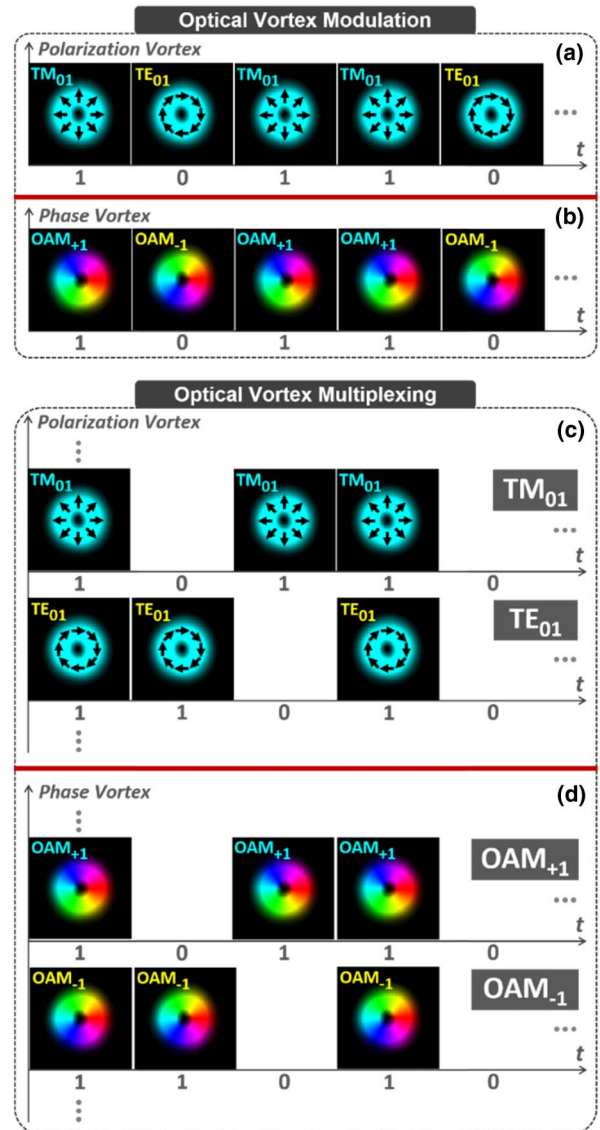 Optical Vortex Modulation
Polarization Vortex (a)
TM01 TE01 TM01 TM01 TE01
...
t
1 0 1 1 0
Phase Vortex (b)
OAM+1 OAM-1 OAM+1 OAM+1 OAM-1
...
t
1 0 1 1 0
Optical Vortex Multiplexing
Polarization Vortex (c)
TM01 TM01 TM01 TM01
...
t
1 0 1 1 0
TE01 TE01 TE01 TE01
...
t
1 1 0 1 0
Phase Vortex (d)
OAM+1 OAM+1 OAM+1 OAM+1
...
t
1 0 1 1 0
OAM-1 OAM-1 OAM-1 OAM-1
...
t
1 1 0 1 0